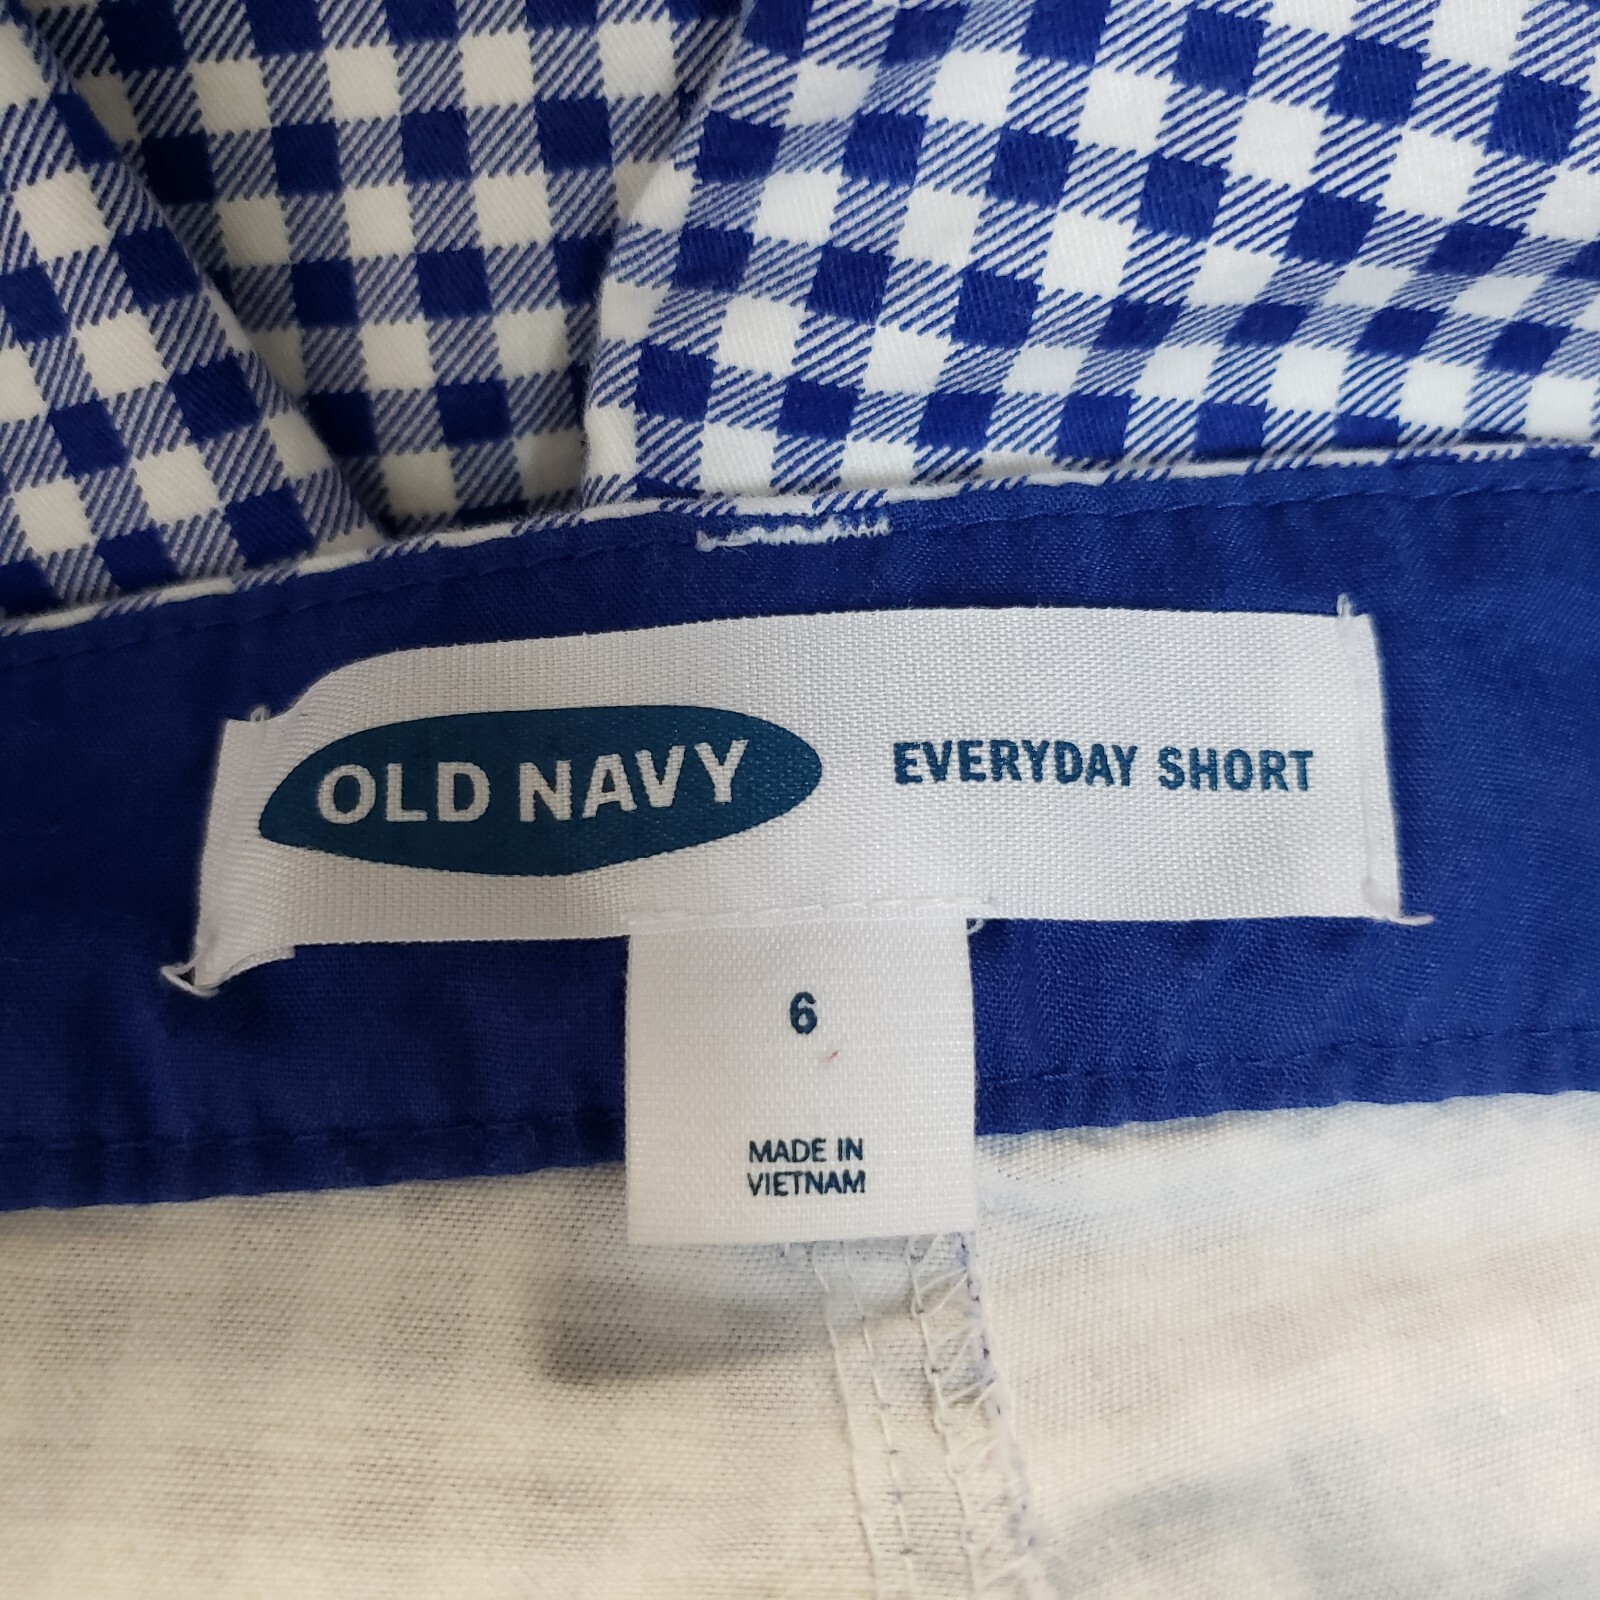 OLD NAVY EVERYDAY SHORT
6
MADE IN
VIETNAM